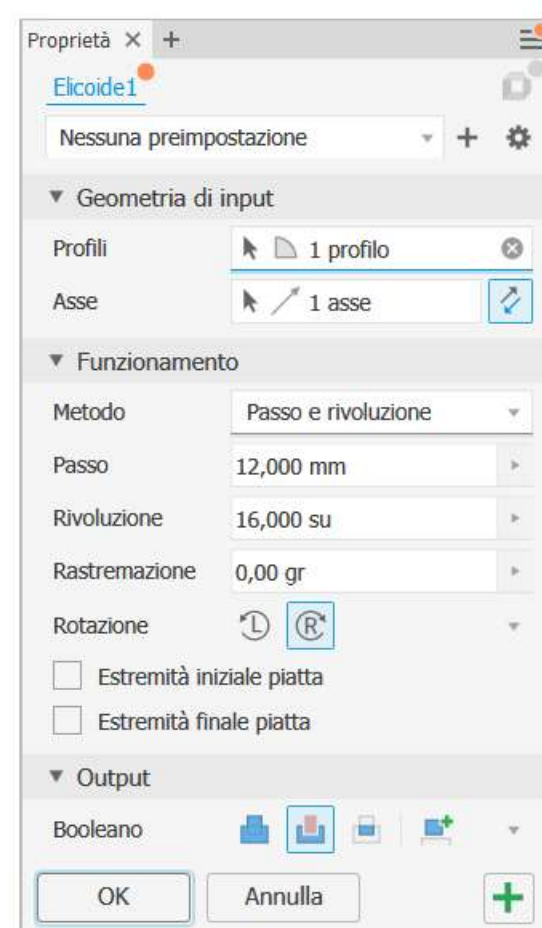 Proprietà × +
Elicoide1
Nessuna preimpostazione
Geometria di input
Profili 1 profilo
Asse 1 asse
Funzionamento
Metodo Passo e rivoluzione
Passo 12,000 mm
Rivoluzione 16,000 su
Rastremazione 0,00 gr
Rotazione L R
Estremità iniziale piatta
Estremità finale piatta
Output
Booleano
OK Annulla